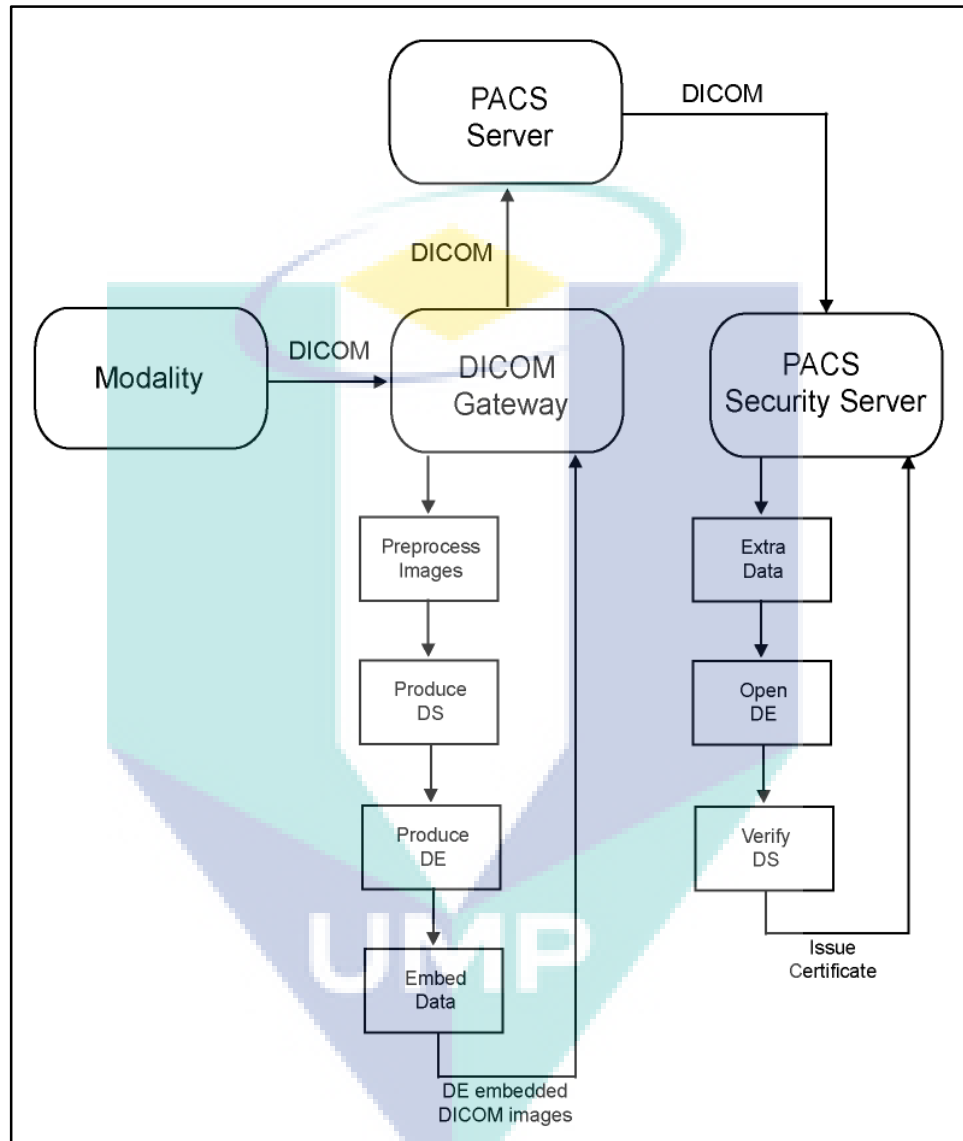 PACS
Server
DICOM
DICOM
Modality
DICOM
DICOM
Gateway
PACS
Security Server
Preprocess
Images
Extra
Data
Produce
DS
Open
DE
Produce
DE
Verify
DS
UMP
Embed
Data
Issue
Certificate
DE embedded
DICOM images